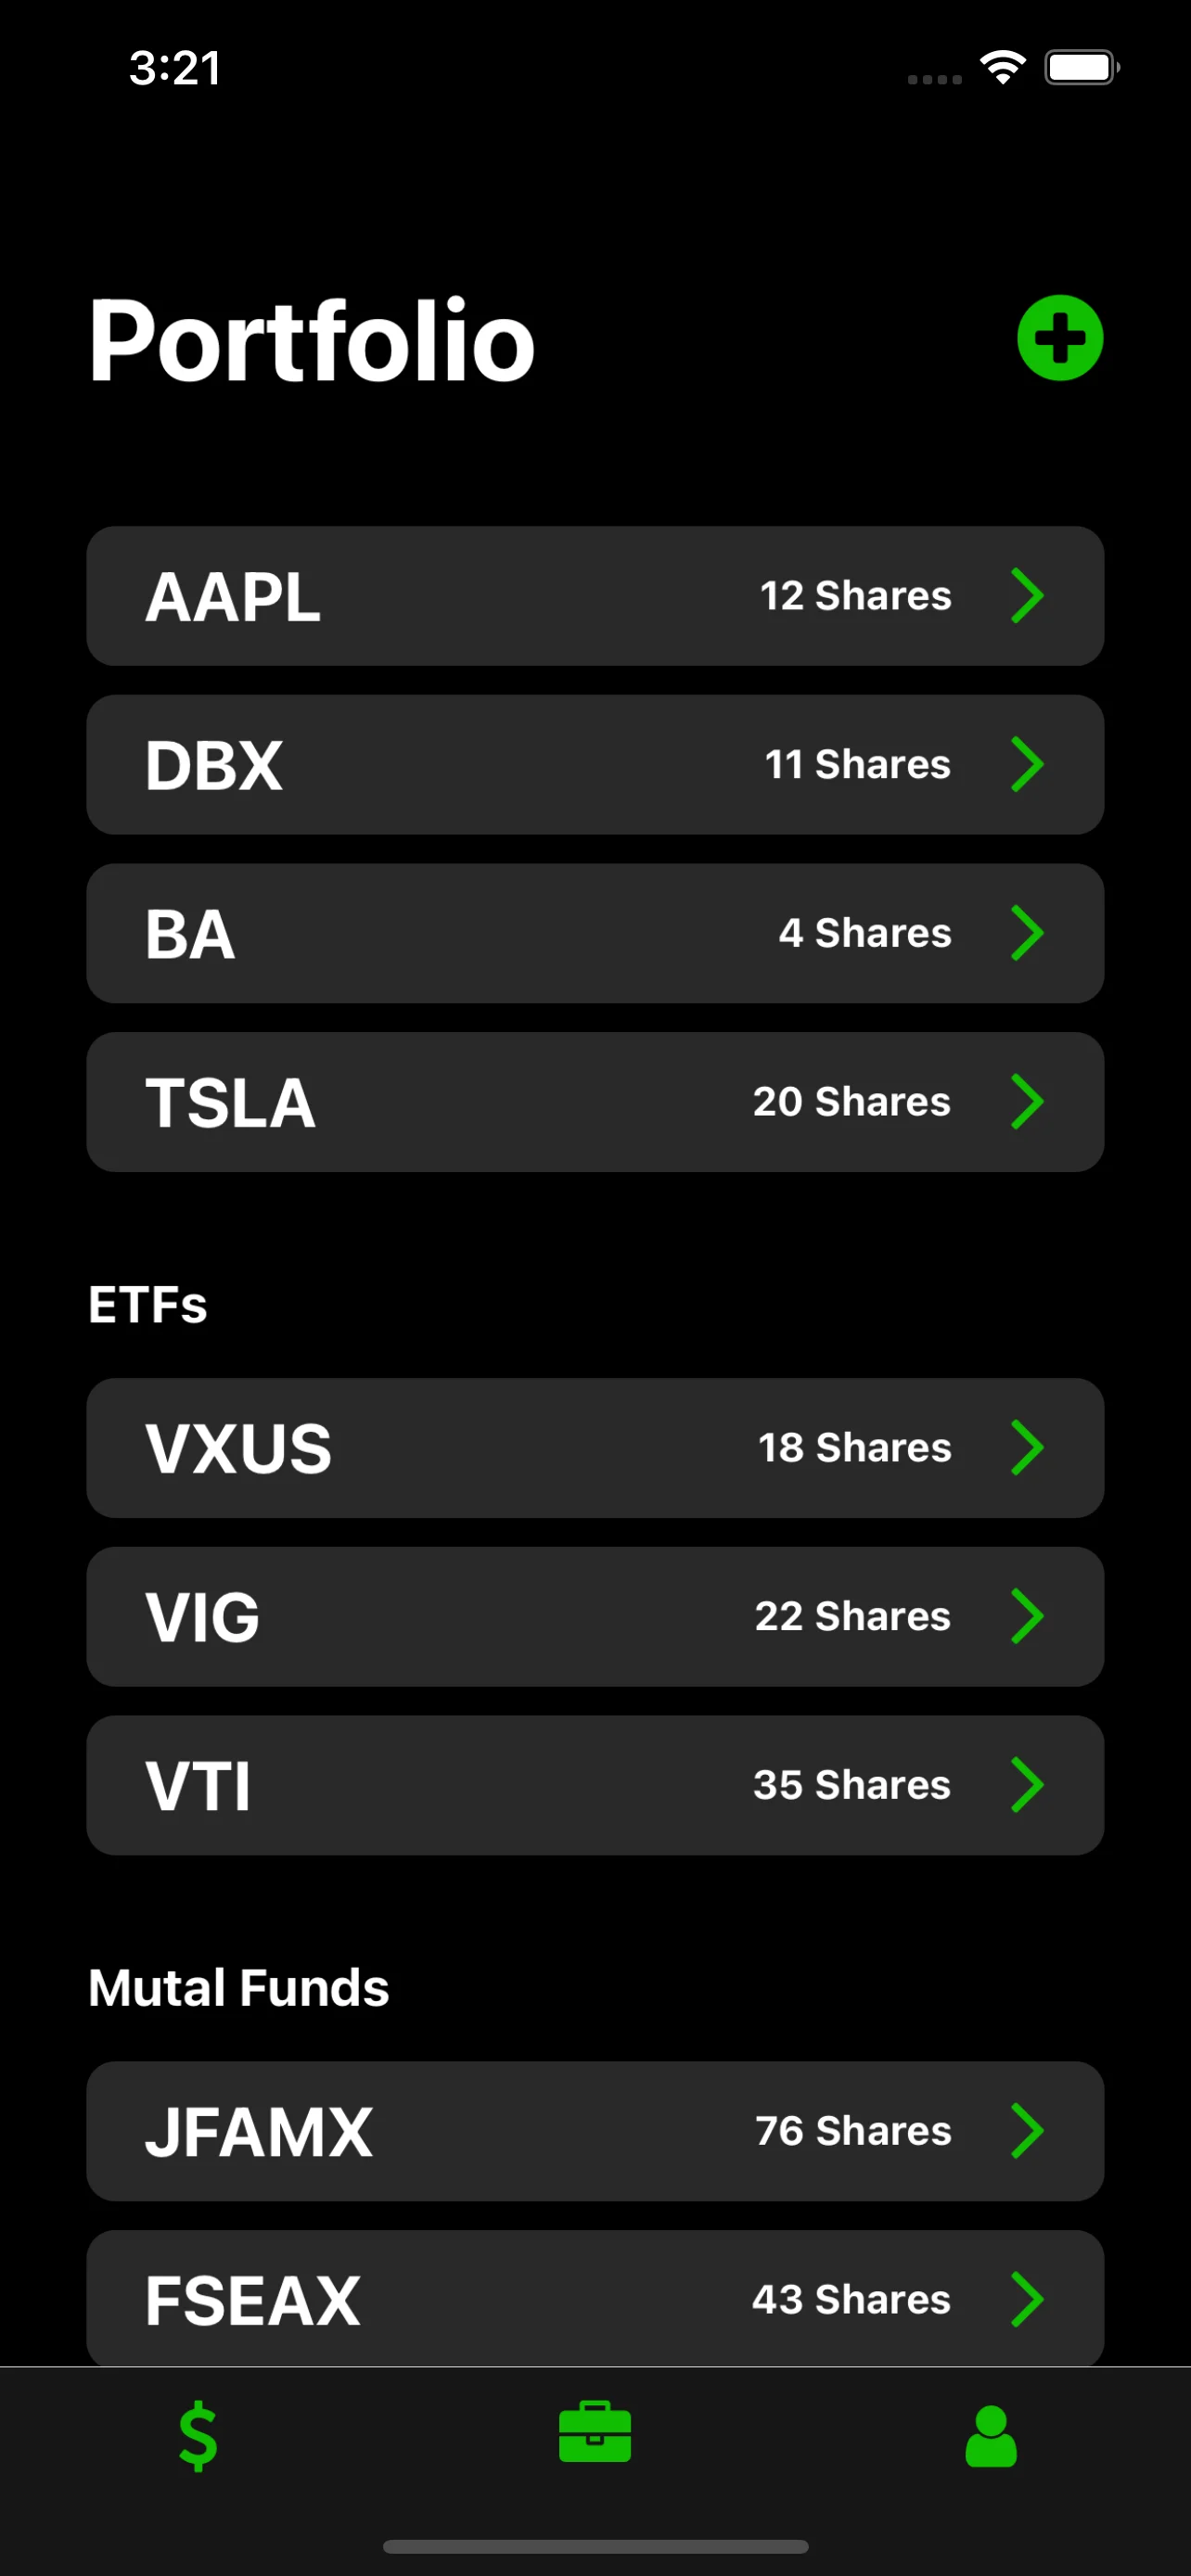 3:21
Portfolio
AAPL 12 Shares
DBX 11 Shares
BA 4 Shares
TSLA 20 Shares
ETFs
VXUS 18 Shares
VIG 22 Shares
VTI 35 Shares
Mutal Funds
JFAMX 76 Shares
FSEAX 43 Shares